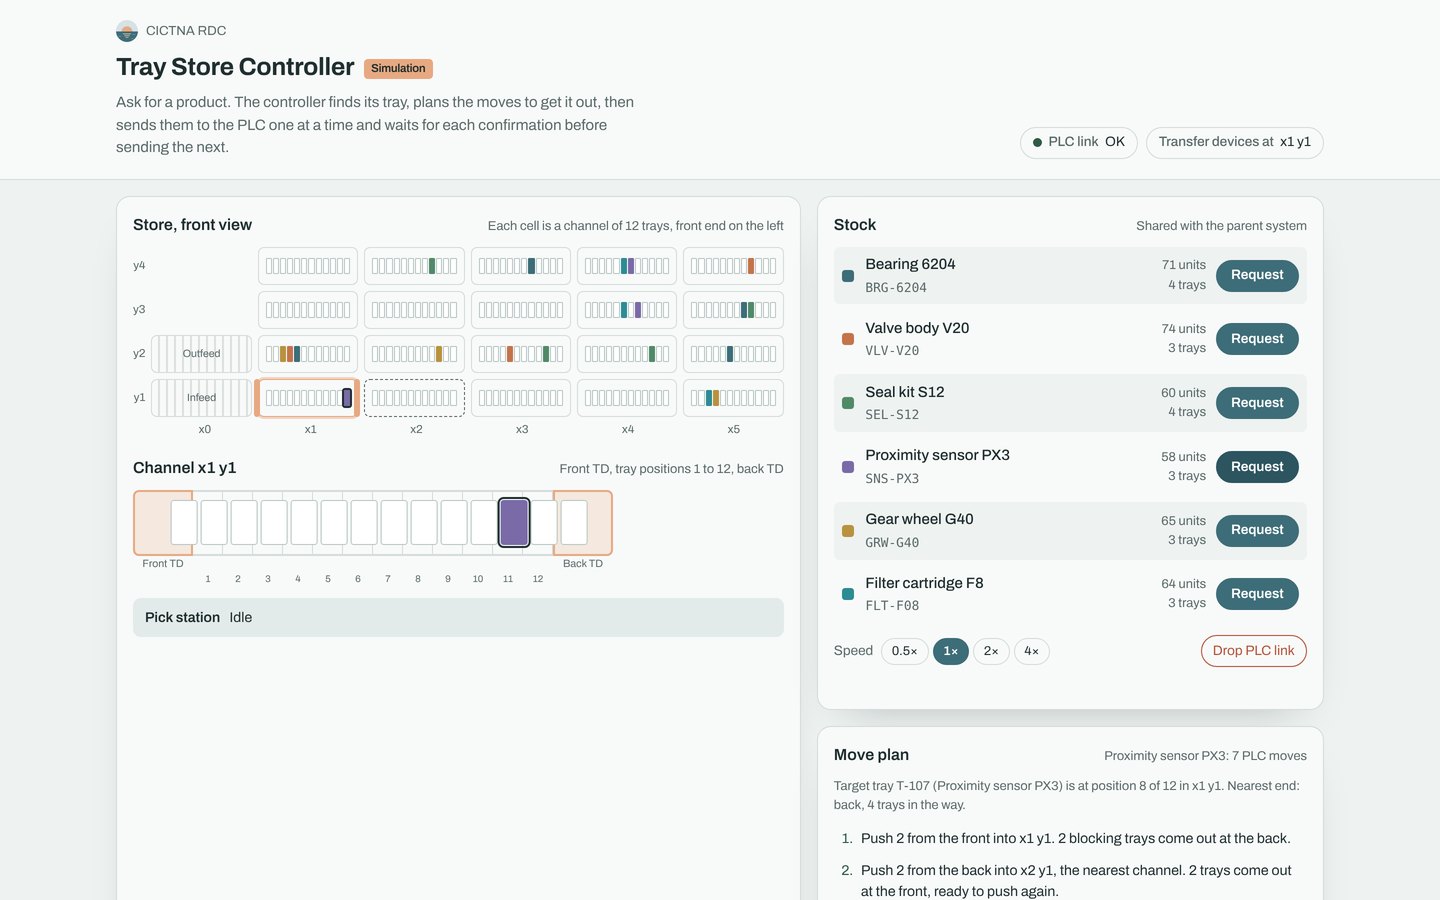 CICTNA RDC
Tray Store Controller Simulation
Ask for a product. The controller finds its tray, plans the moves to get it out, then
sends them to the PLC one at a time and waits for each confirmation before
sending the next.
PLC link OK
Transfer devices at x1 y1
Store, front view
Each cell is a channel of 12 trays, front end on the left
y4
y3
y2 Outfeed
y1 Infeed
x0 x1 x2 x3 x4 x5
Channel x1 y1
Front TD, tray positions 1 to 12, back TD
Front TD Back TD
1 2 3 4 5 6 7 8 9 10 11 12
Pick station Idle
Stock
Shared with the parent system
Bearing 6204
BRG-6204
71 units
4 trays
Request
Valve body V20
VLV-V20
74 units
3 trays
Request
Seal kit S12
SEL-S12
60 units
4 trays
Request
Proximity sensor PX3
SNS-PX3
58 units
3 trays
Request
Gear wheel G40
GRW-G40
65 units
3 trays
Request
Filter cartridge F8
FLT-F08
64 units
3 trays
Request
Speed 0.5× 1× 2× 4× Drop PLC link
Move plan
Proximity sensor PX3: 7 PLC moves
Target tray T-107 (Proximity sensor PX3) is at position 8 of 12 in x1 y1. Nearest end:
back, 4 trays in the way.
1. Push 2 from the front into x1 y1. 2 blocking trays come out at the back.
2. Push 2 from the back into x2 y1, the nearest channel. 2 trays come out
at the front, ready to push again.